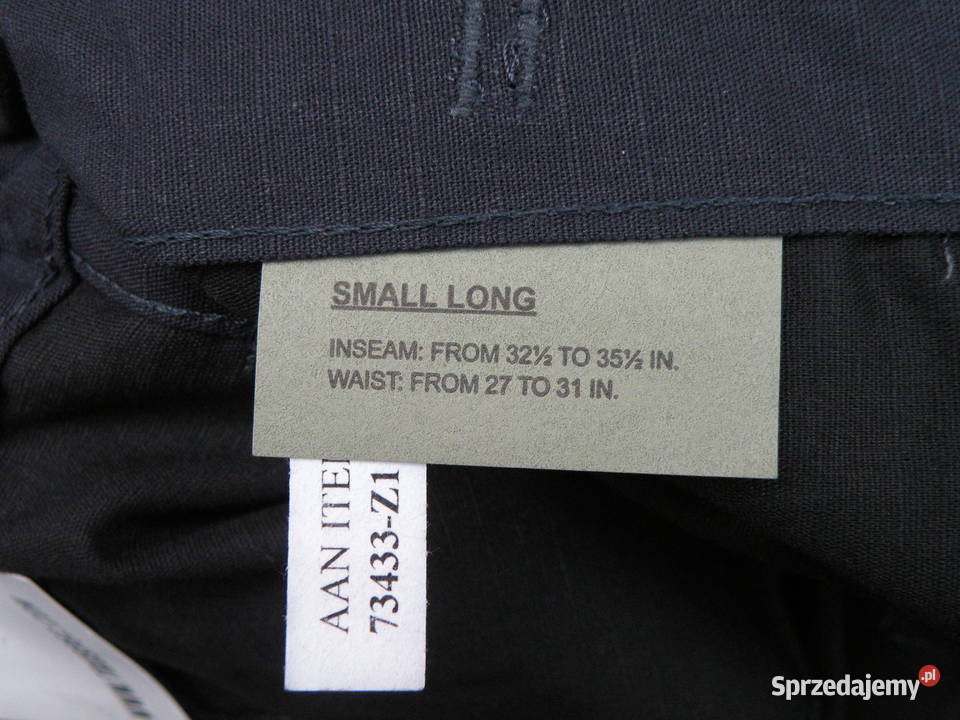 SMALL LONG
INSEAM: FROM 32½ TO 35½ IN.
WAIST: FROM 27 TO 31 IN.
AAN ITE
73433-Z1
Sprzedajemy.pl